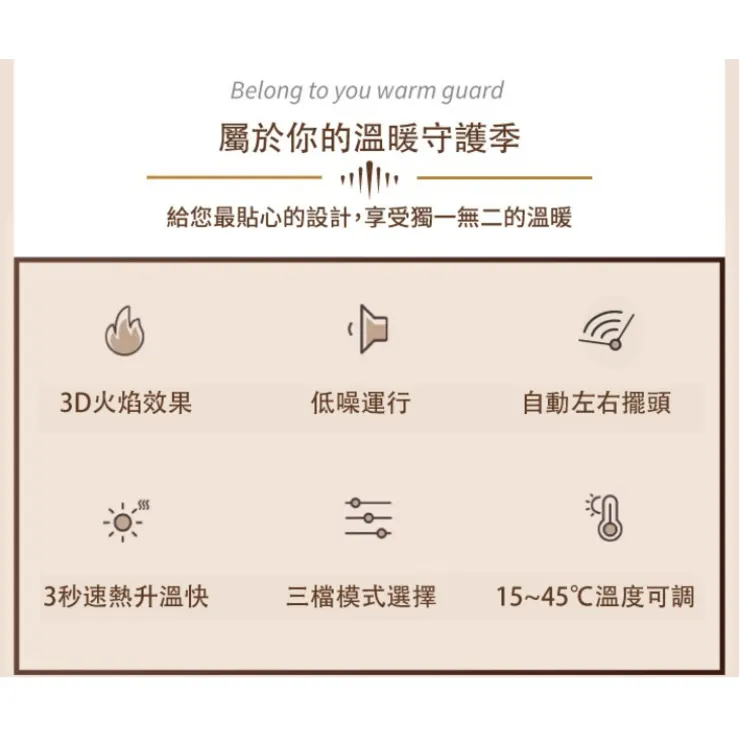 Belong to you warm guard
屬於你的溫暖守護季
給您最貼心的設計,享受獨一無二的溫暖
3D火焰效果
低噪運行
自動左右擺頭
3秒速熱升溫快
三檔模式選擇
15~45℃溫度可調